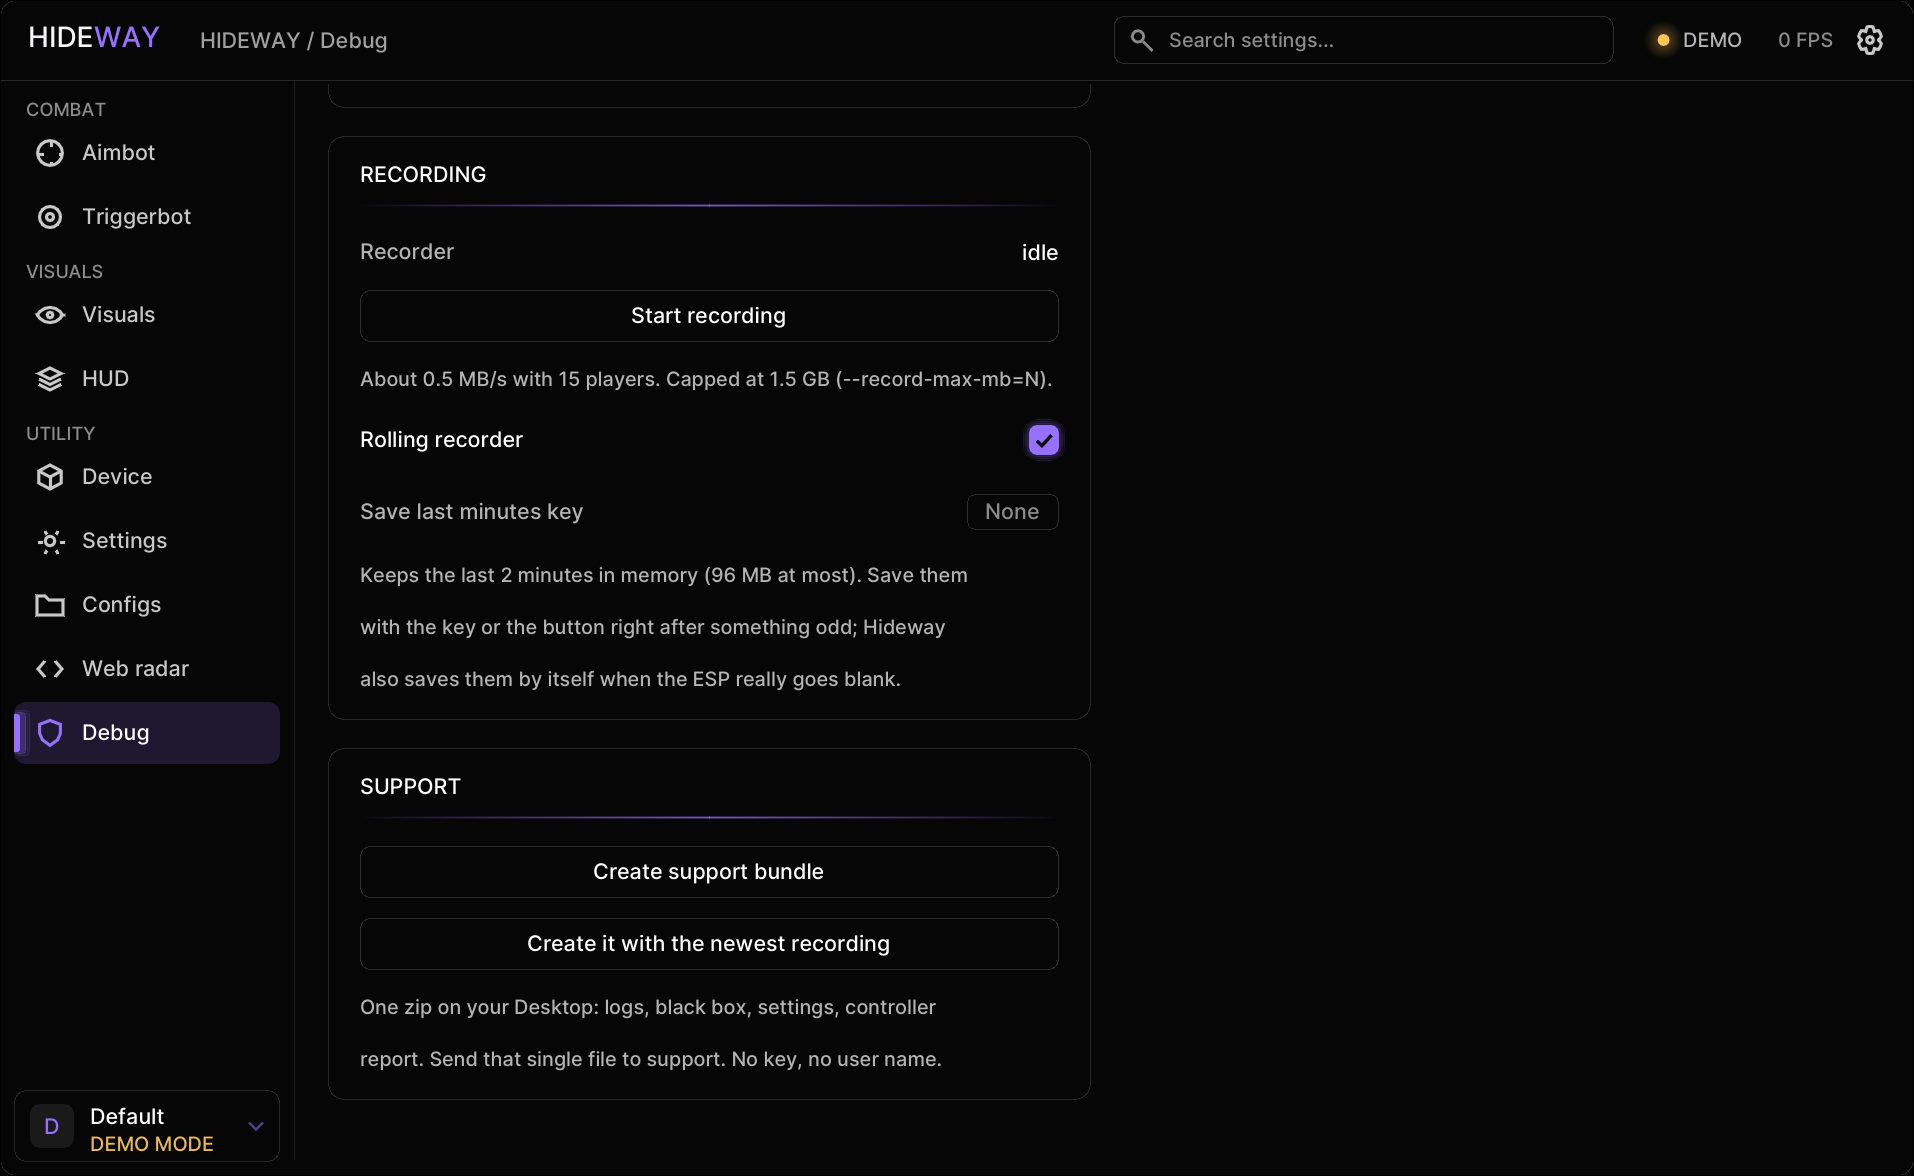 HIDEWAY
HIDEWAY / Debug
Search settings...
DEMO
0 FPS
COMBAT
Aimbot
Triggerbot
VISUALS
Visuals
HUD
UTILITY
Device
Settings
Configs
Web radar
Debug
D
Default
DEMO MODE
RECORDING
Recorder
idle
Start recording
About 0.5 MB/s with 15 players. Capped at 1.5 GB (--record-max-mb=N).
Rolling recorder
Save last minutes key
None
Keeps the last 2 minutes in memory (96 MB at most). Save them
with the key or the button right after something odd; Hideway
also saves them by itself when the ESP really goes blank.
SUPPORT
Create support bundle
Create it with the newest recording
One zip on your Desktop: logs, black box, settings, controller
report. Send that single file to support. No key, no user name.